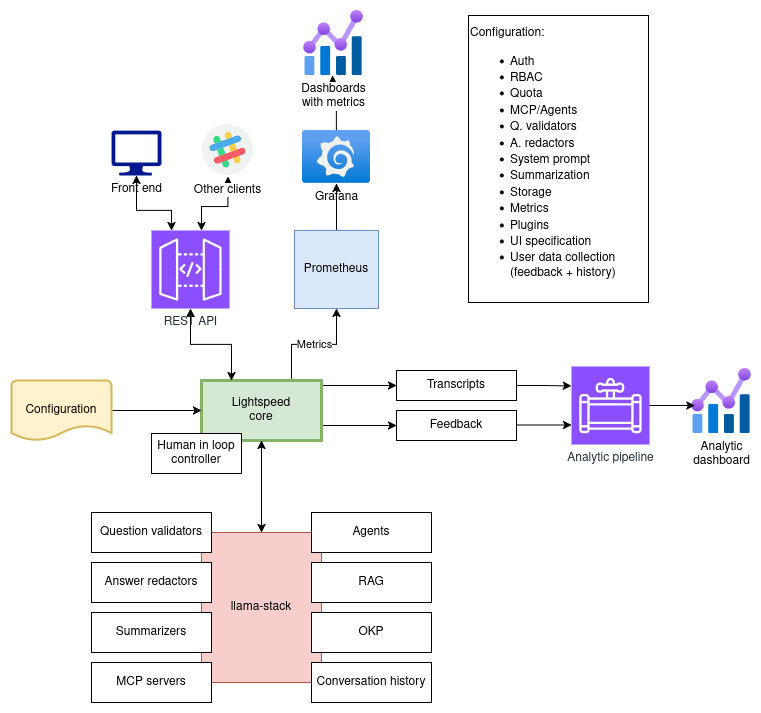 Configuration:
Auth
RBAC
Quota
MCP/Agents
Q. validators
A. redactors
System prompt
Summarization
Storage
Metrics
Plugins
UI specification
User data collection
(feedback + history)
Dashboards
with metrics
Front end
Other clients
Grafana
Prometheus
REST API
Metrics
Configuration
Lightspeed
core
Human in loop
controller
Transcripts
Feedback
Analytic pipeline
Analytic
dashboard
Question validators
Agents
Answer redactors
RAG
llama-stack
Summarizers
OKP
MCP servers
Conversation history